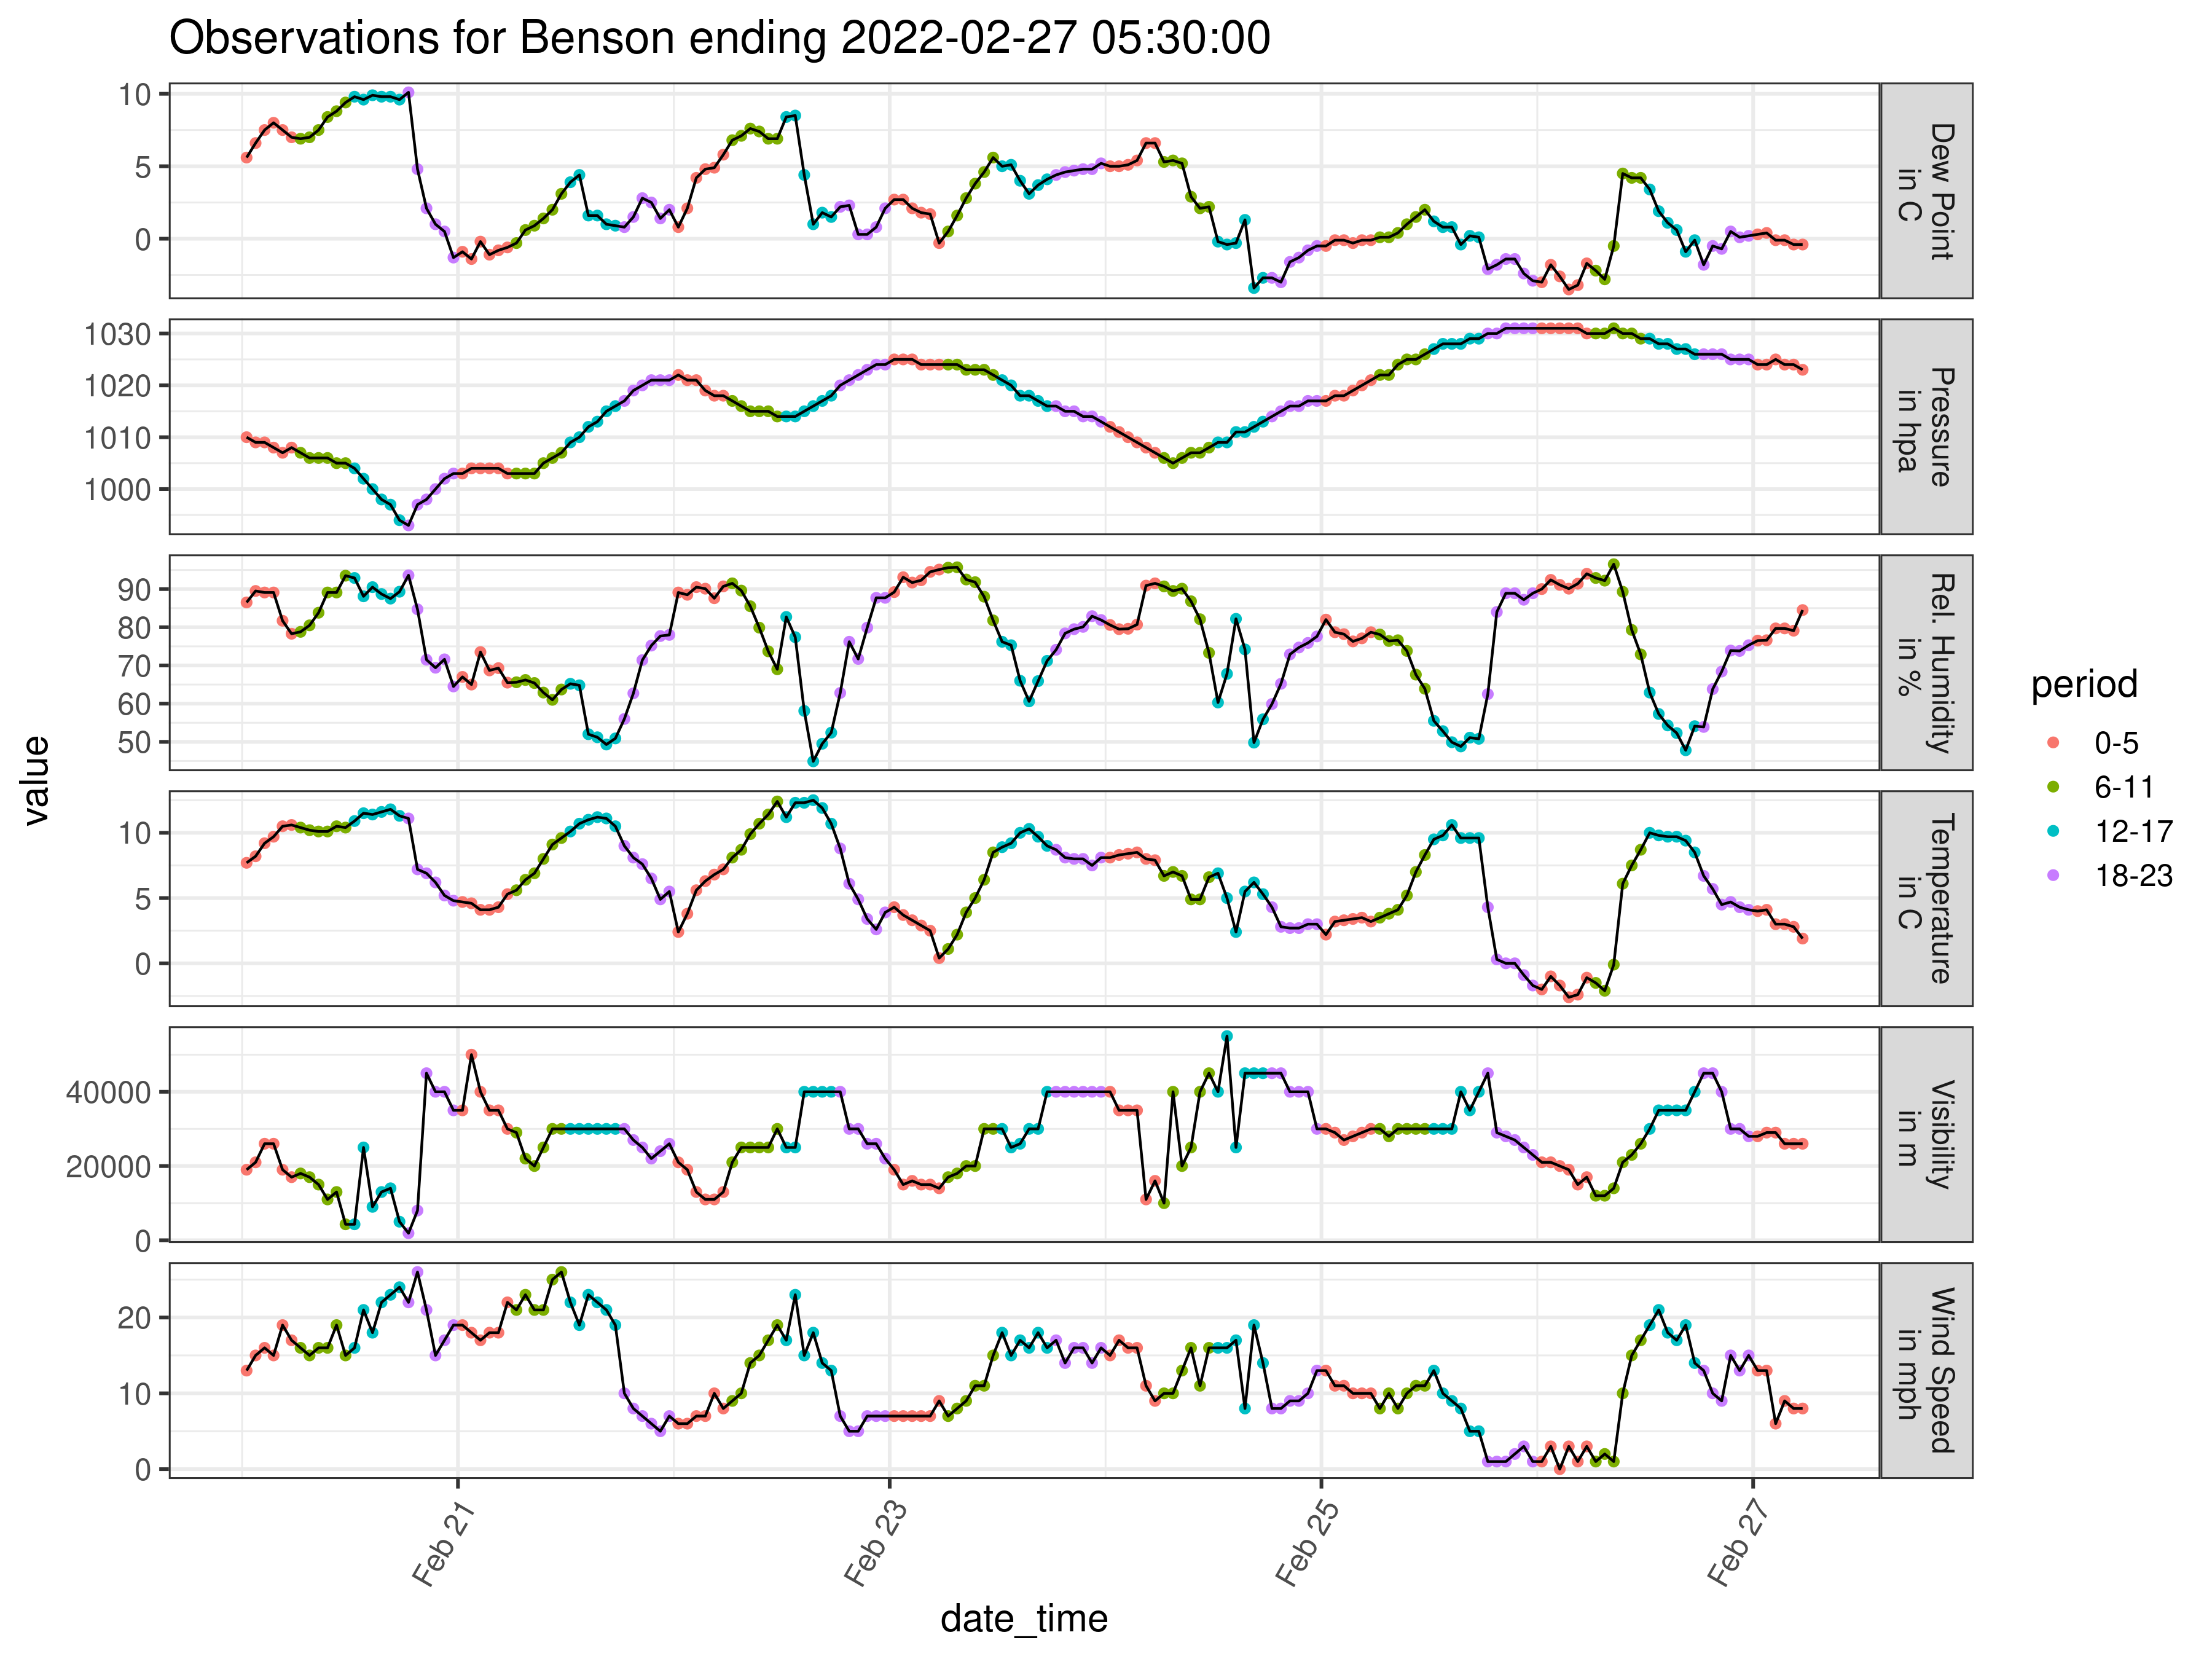 Observations for Benson ending 2022-02-27 05:30:00
10
5
0
Dew Point
in C
1030
1020
1010
1000
Pressure
in hpa
90
80
70
60
50
Rel. Humidity
in %
10
5
0
Temperature
in C
40000
20000
0
Visibility
in m
20
10
0
Wind Speed
in mph
value
Feb 21
Feb 23
Feb 25
Feb 27
date_time
period
0-5
6-11
12-17
18-23